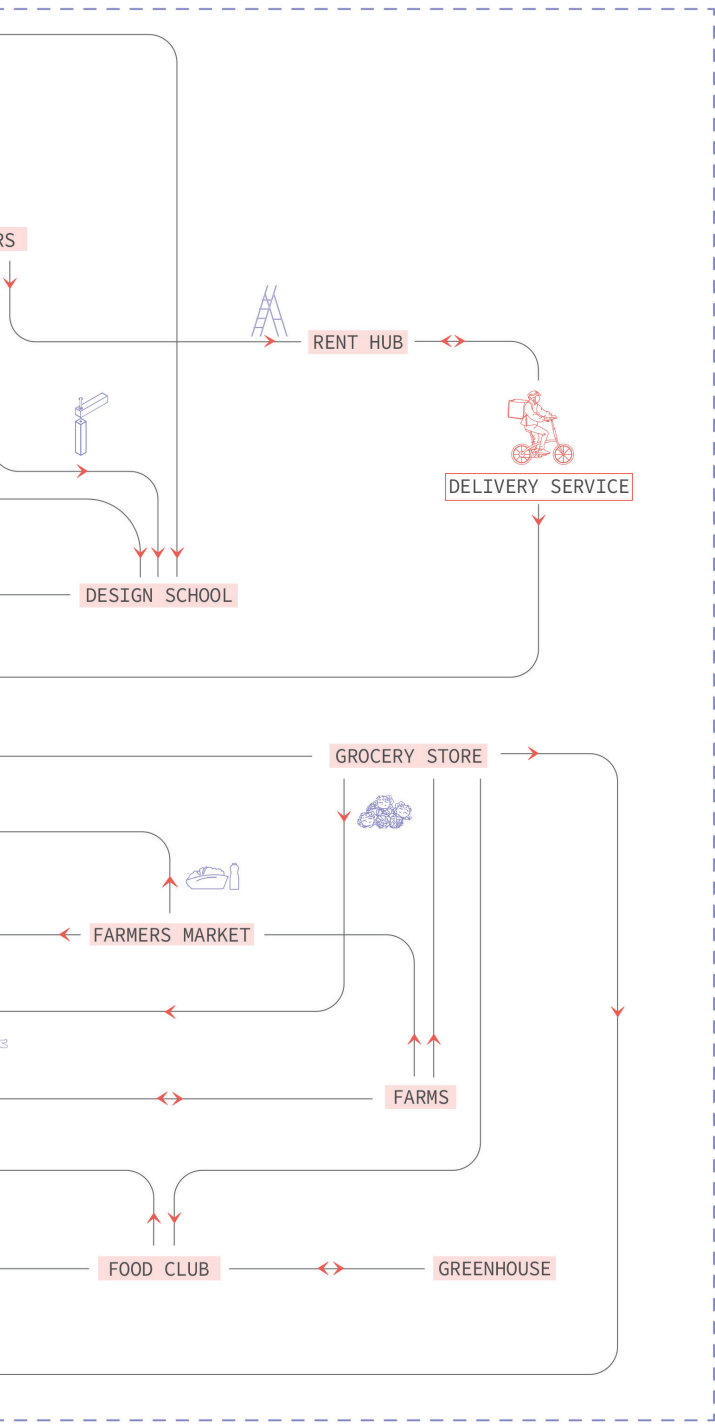 RS
RENT HUB
DELIVERY SERVICE
DESIGN SCHOOL
GROCERY STORE
FARMERS MARKET
FARMS
FOOD CLUB
GREENHOUSE